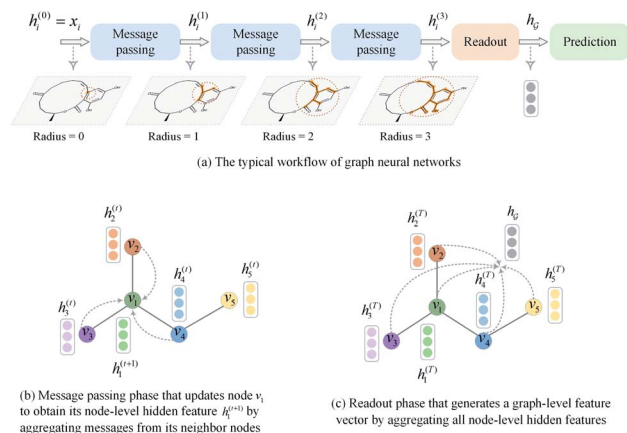 h_i^{(0)} = x_i
Message passing
h_i^{(1)}
Message passing
h_i^{(2)}
Message passing
h_i^{(3)}
Readout
h_𝒢
Prediction
Radius = 0
Radius = 1
Radius = 2
Radius = 3
(a) The typical workflow of graph neural networks
h_2^{(t)}
v_2
h_3^{(t)}
v_3
v_1
h_4^{(t)}
v_4
h_5^{(t)}
v_5
h_1^{(t+1)}
(b) Message passing phase that updates node v_1
to obtain its node-level hidden feature h_1^{(t+1)} by
aggregating messages from its neighbor nodes
h_2^{(T)}
v_2
h_𝒢
h_3^{(T)}
v_3
v_1
h_4^{(T)}
v_4
h_5^{(T)}
v_5
h_1^{(T)}
(c) Readout phase that generates a graph-level feature
vector by aggregating all node-level hidden features